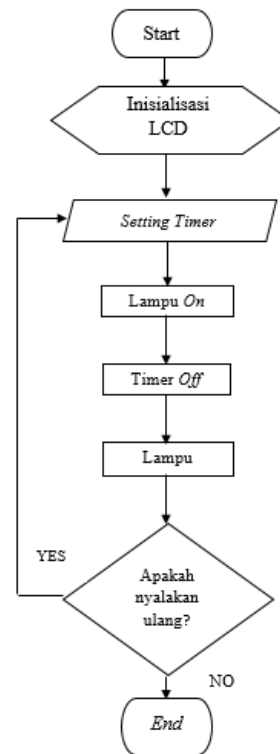 Start
Inisialisasi
LCD
Setting Timer
Lampu On
Timer Off
Lampu
YES
Apakah
nyalakan
ulang?
NO
End